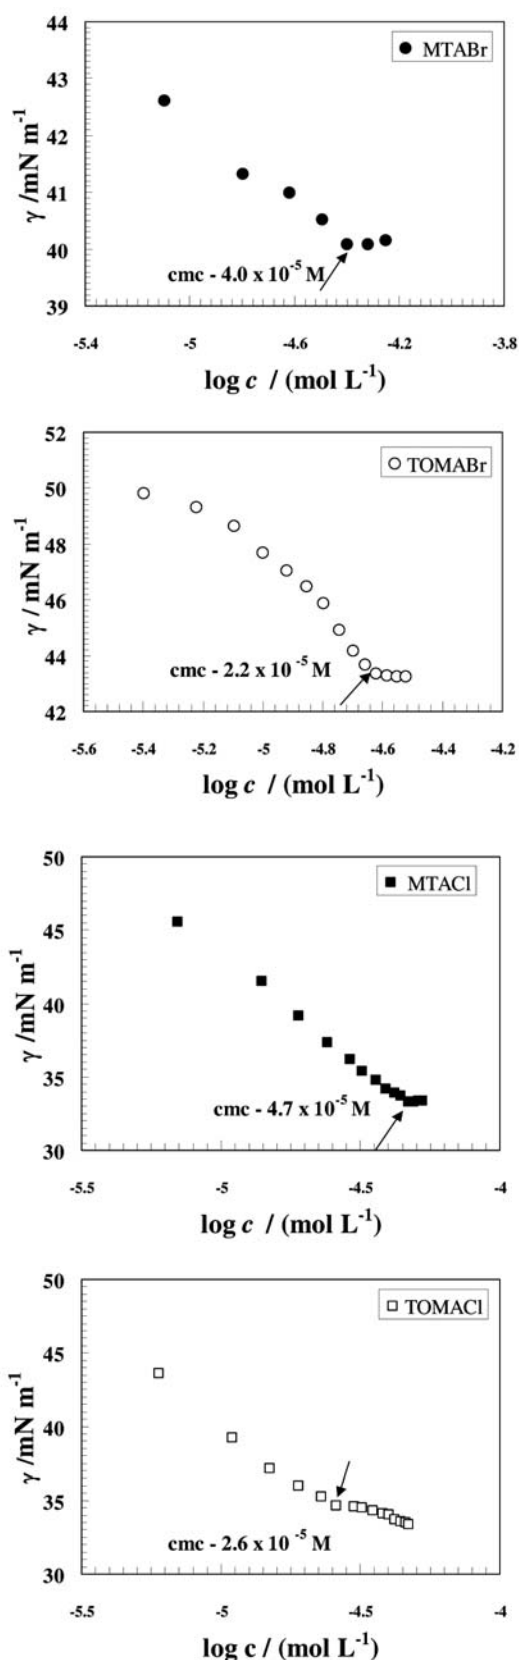 44
MTABr
43
42
41
40
39
γ /mN m⁻¹
cmc - 4.0 x 10⁻⁵ M
-5.4 -5 -4.6 -4.2 -3.8
log c / (mol L⁻¹)
52
TOMABr
50
48
46
44
42
γ / mN m⁻¹
cmc - 2.2 x 10⁻⁵ M
-5.6 -5.4 -5.2 -5 -4.8 -4.6 -4.4 -4.2
log c / (mol L⁻¹)
50
MTACl
45
40
35
30
γ /mN m⁻¹
cmc - 4.7 x 10⁻⁵ M
-5.5 -5 -4.5 -4
log c / (mol L⁻¹)
50
TOMACl
45
40
35
30
γ /mN m⁻¹
cmc - 2.6 x 10⁻⁵ M
-5.5 -5 -4.5 -4
log c / (mol L⁻¹)